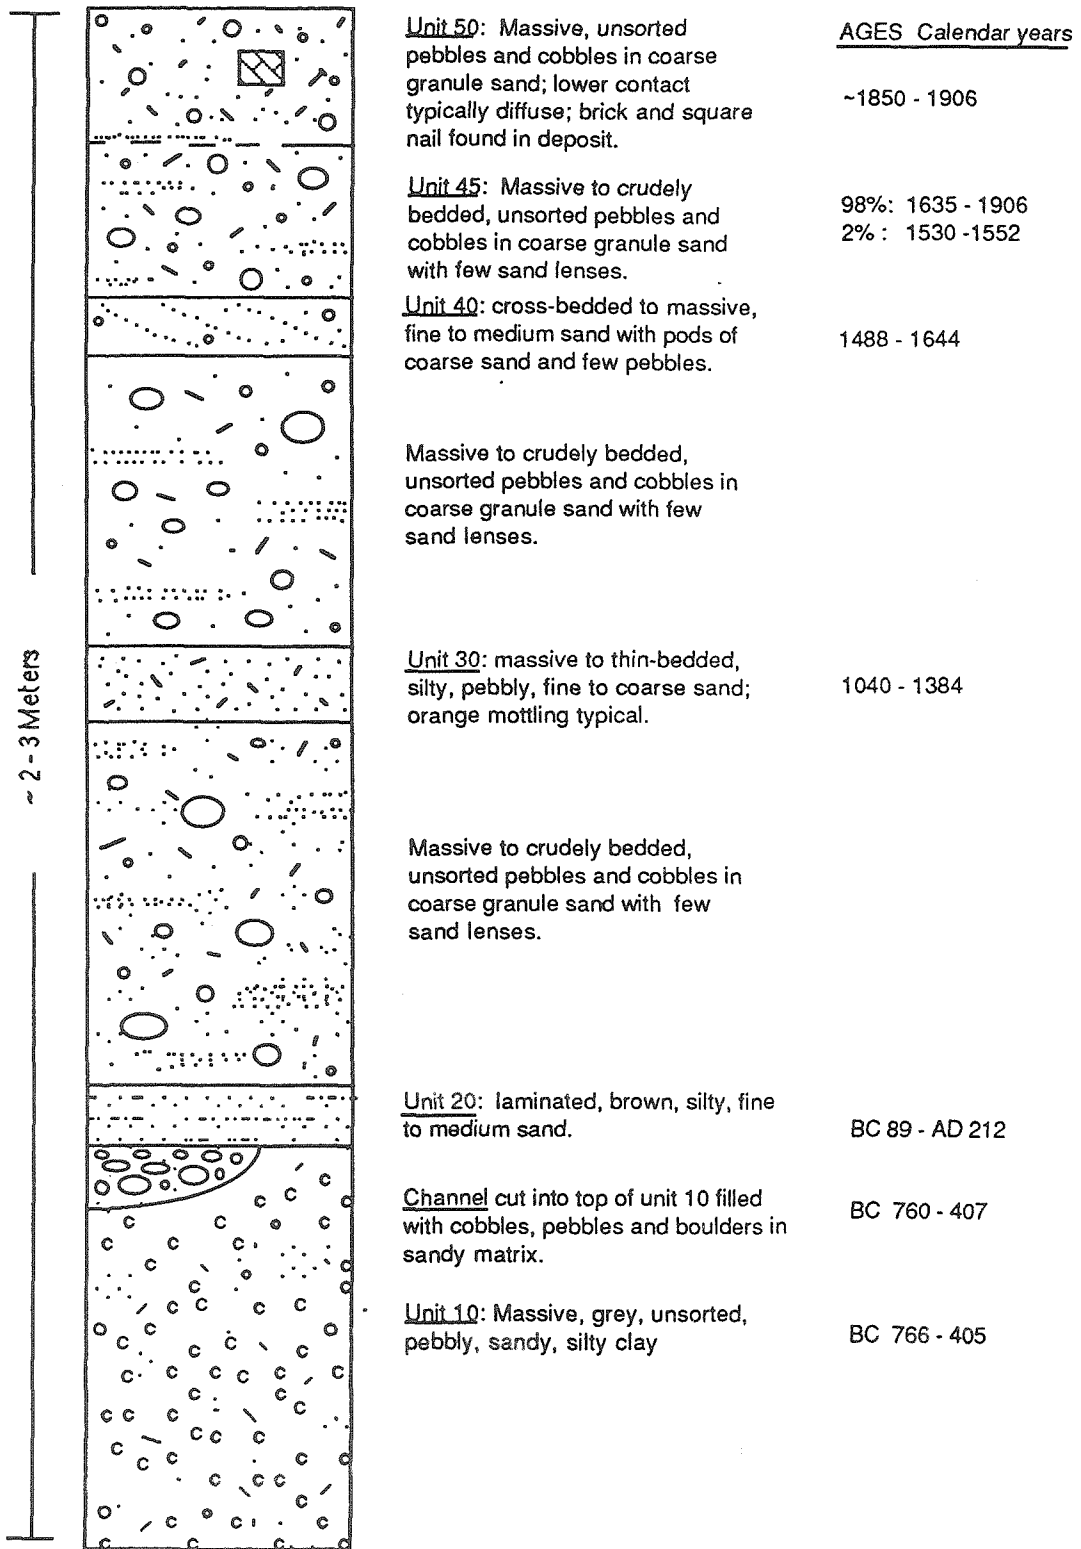 Unit 50: Massive, unsorted
pebbles and cobbles in coarse
granule sand; lower contact
typically diffuse; brick and square
nail found in deposit.
AGES Calendar years
~1850 - 1906
Unit 45: Massive to crudely
bedded, unsorted pebbles and
cobbles in coarse granule sand
with few sand lenses.
98%: 1635 - 1906
2% : 1530 -1552
Unit 40: cross-bedded to massive,
fine to medium sand with pods of
coarse sand and few pebbles.
1488 - 1644
Massive to crudely bedded,
unsorted pebbles and cobbles in
coarse granule sand with few
sand lenses.
~ 2 - 3 Meters
Unit 30: massive to thin-bedded,
silty, pebbly, fine to coarse sand;
orange mottling typical.
1040 - 1384
Massive to crudely bedded,
unsorted pebbles and cobbles in
coarse granule sand with few
sand lenses.
Unit 20: laminated, brown, silty, fine
to medium sand.
BC 89 - AD 212
Channel cut into top of unit 10 filled
with cobbles, pebbles and boulders in
sandy matrix.
BC 760 - 407
Unit 10: Massive, grey, unsorted,
pebbly, sandy, silty clay
BC 766 - 405